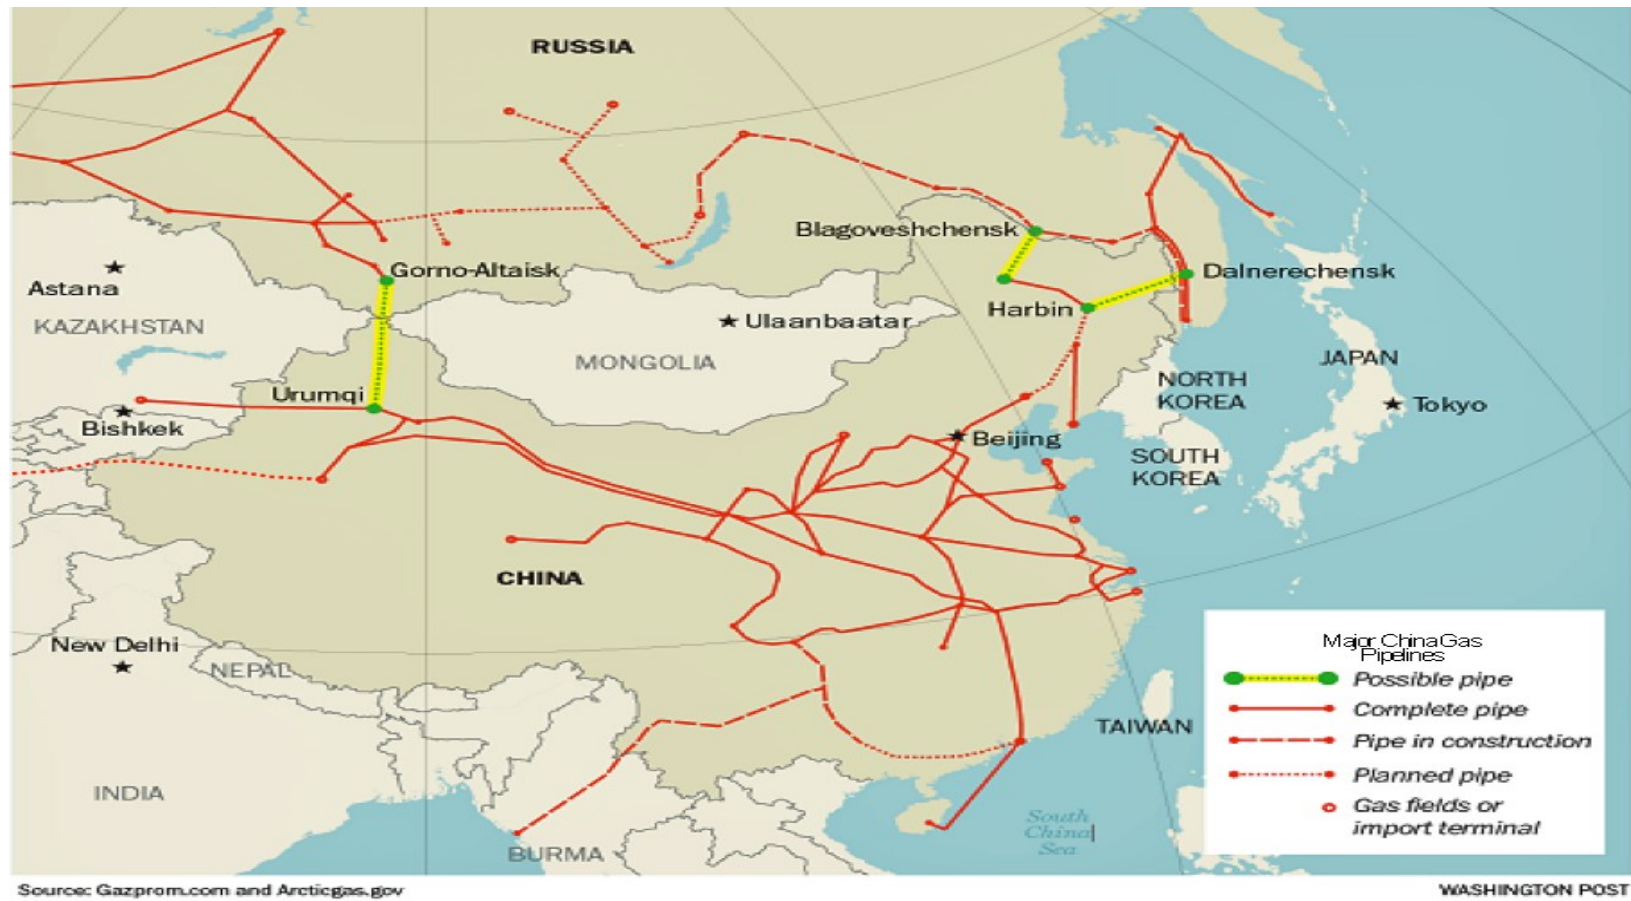 RUSSIA
Blagoveshchensk
Gorno-Altaisk
Dalnerechensk
Astana
Harbin
KAZAKHSTAN
Ulaanbaatar
MONGOLIA
JAPAN
NORTH
KOREA
Urumqi
Tokyo
Bishkek
Beijing
SOUTH
KOREA
CHINA
New Delhi
NEPAL
TAIWAN
INDIA
BURMA
South
China
Sea
Major China Gas
Pipelines
Possible pipe
Complete pipe
Pipe in construction
Planned pipe
Gas fields or
import terminal
Source: Gazprom.com and Arcticgas.gov
WASHINGTON POST